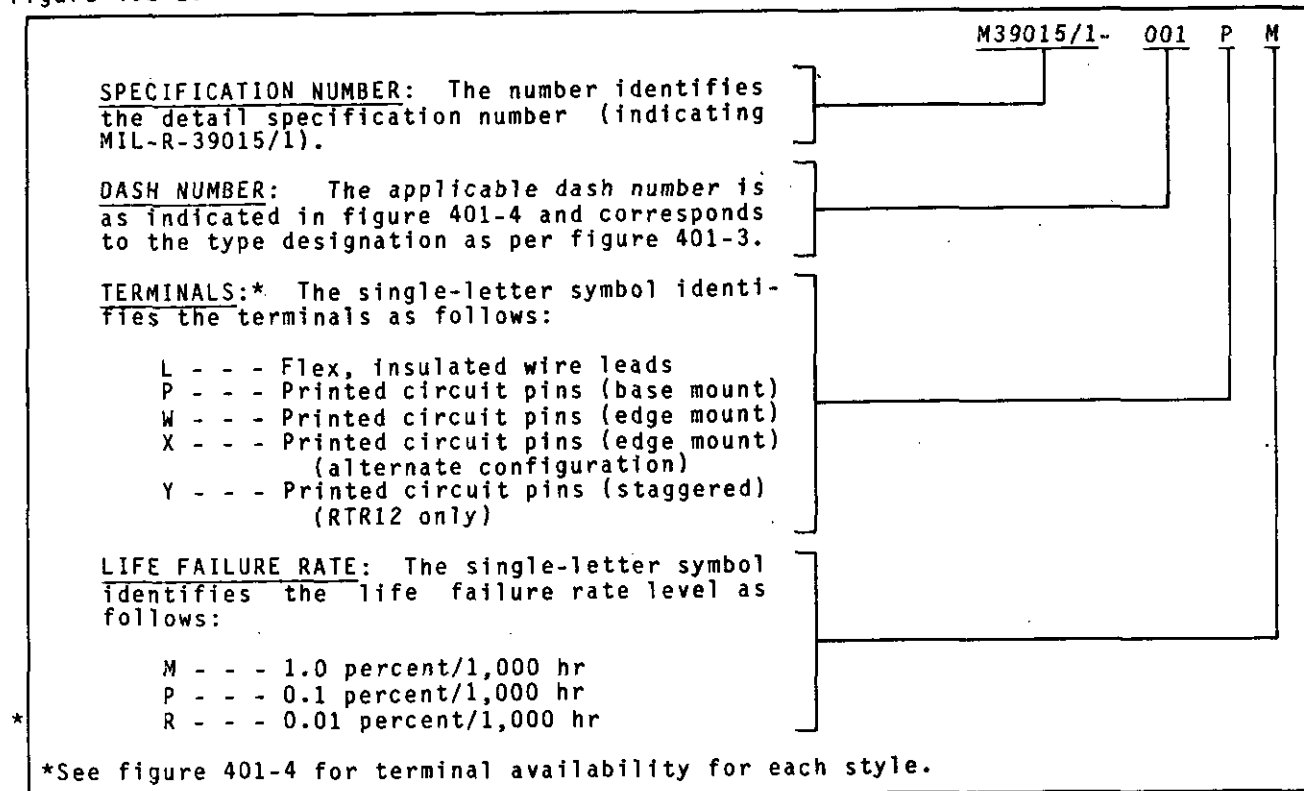 M39015/1- 001 P M
SPECIFICATION NUMBER: The number identifies
the detail specification number (indicating
MIL-R-39015/1).
DASH NUMBER: The applicable dash number is
as indicated in figure 401-4 and corresponds
to the type designation as per figure 401-3.
TERMINALS:* The single-letter symbol identi-
fies the terminals as follows:
L - - - Flex, insulated wire leads
P - - - Printed circuit pins (base mount)
W - - - Printed circuit pins (edge mount)
X - - - Printed circuit pins (edge mount)
(alternate configuration)
Y - - - Printed circuit pins (staggered)
(RTR12 only)
LIFE FAILURE RATE: The single-letter symbol
identifies the life failure rate level as
follows:
M - - - 1.0 percent/1,000 hr
P - - - 0.1 percent/1,000 hr
* R - - - 0.01 percent/1,000 hr
*See figure 401-4 for terminal availability for each style.